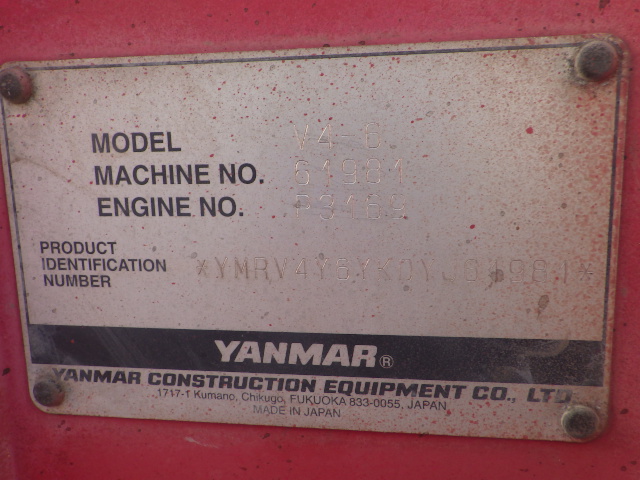 MODEL V4-6
MACHINE NO. 61961
ENGINE NO.
PRODUCT
IDENTIFICATION
NUMBER
YANMAR®
YANMAR CONSTRUCTION EQUIPMENT CO., LTD.
1717-1 Kumano, Chikugo, FUKUOKA 833-0055, JAPAN
MADE IN JAPAN